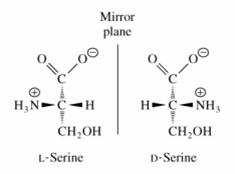 Mirror
plane
O O⊖
C
H₃N⊕ C H
CH₂OH
L-Serine
O O⊖
C
H C ⊕NH₃
CH₂OH
D-Serine